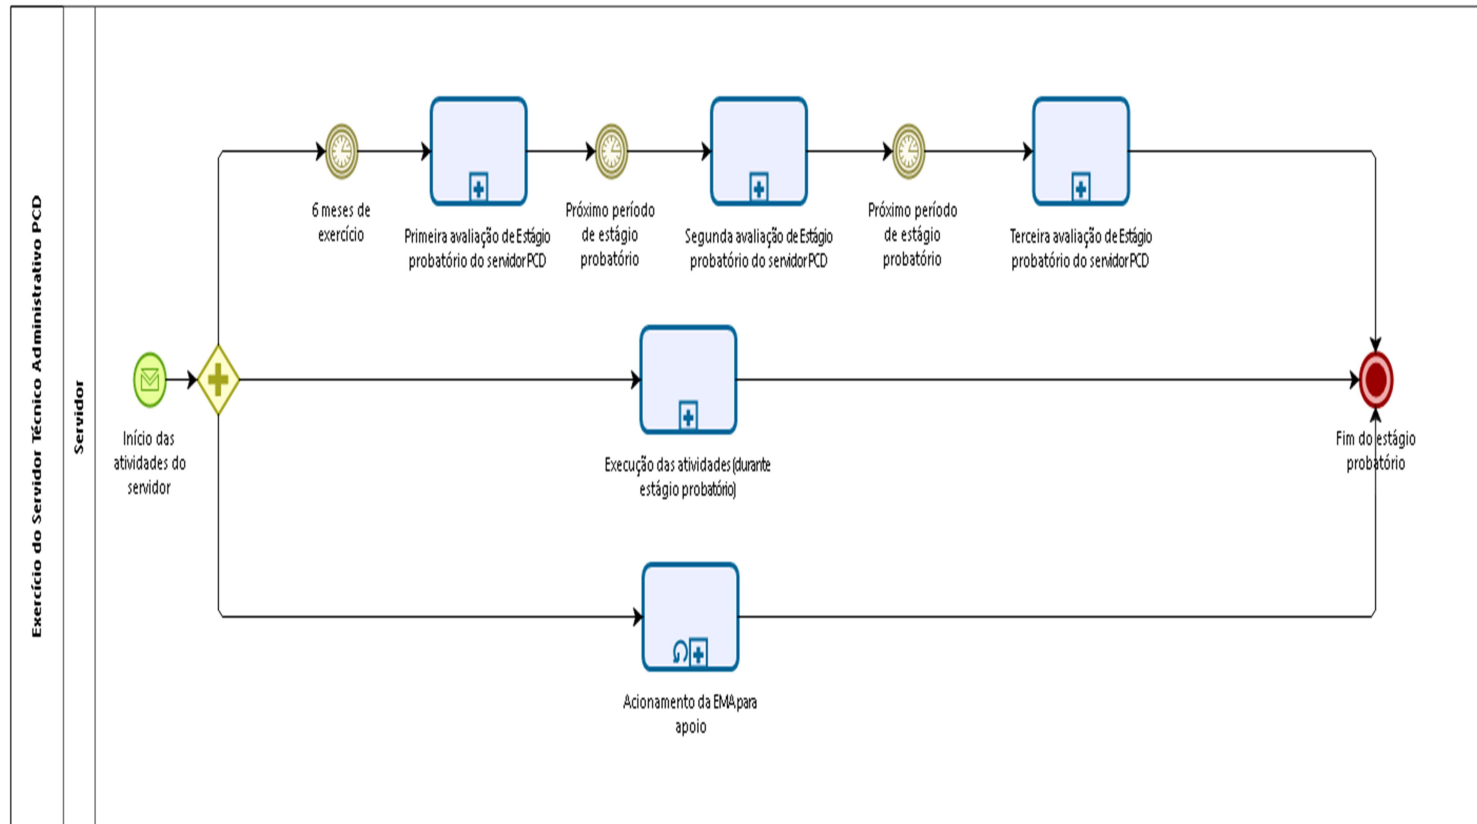 Exercício do Servidor Técnico Administrativo PCD
Servidor
6 meses de
exercício
Primeira avaliação de Estágio
probatório do servidor PCD
Próximo período
de estágio
probatório
Segunda avaliação de Estágio
probatório do servidor PCD
Próximo período
de estágio
probatório
Terceira avaliação de Estágio
probatório do servidor PCD
Início das
atividades do
servidor
Execução das atividades (durante
estágio probatório)
Fim do estágio
probatório
Acionamento da EMA para
apoio